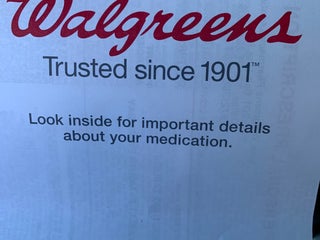 Walgreens
Trusted since 1901™
Look inside for important details
about your medication.